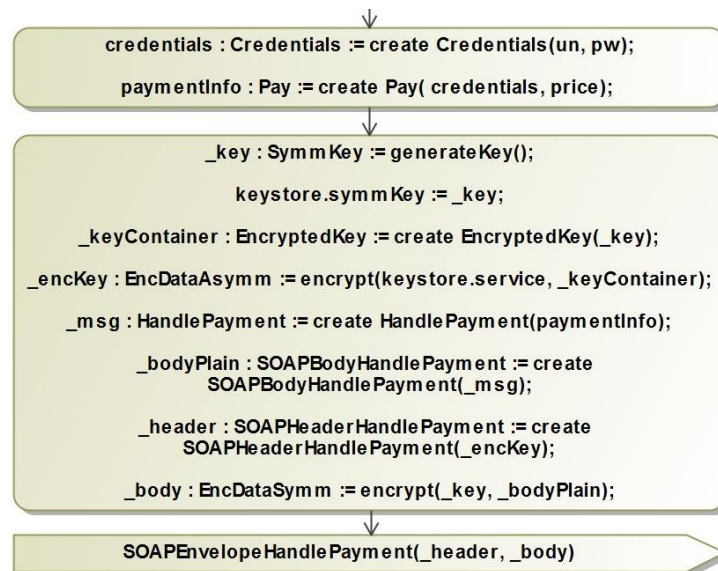 credentials : Credentials := create Credentials(un, pw);
paymentInfo : Pay := create Pay( credentials, price);
_key : SymmKey := generateKey();
keystore.symmKey := _key;
_keyContainer : EncryptedKey := create EncryptedKey(_key);
_encKey : EncDataAsymm := encrypt(keystore.service, _keyContainer);
_msg : HandlePayment := create HandlePayment(paymentInfo);
_bodyPlain : SOAPBodyHandlePayment := create
SOAPBodyHandlePayment(_msg);
_header : SOAPHeaderHandlePayment := create
SOAPHeaderHandlePayment(_encKey);
_body : EncDataSymm := encrypt(_key, _bodyPlain);
SOAPEnvelopeHandlePayment(_header, _body)